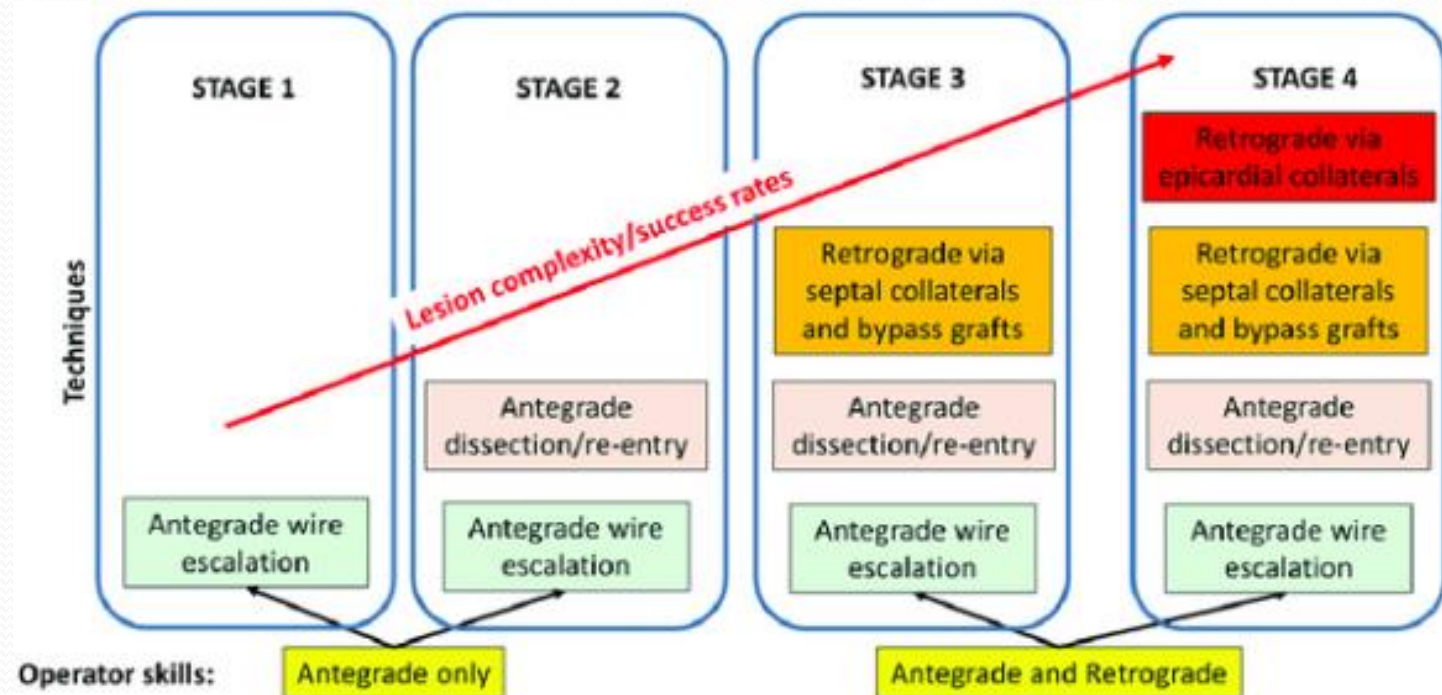 STAGE 1
STAGE 2
STAGE 3
STAGE 4
Techniques
Lesion complexity/success rates
Retrograde via
epicardial collaterals
Retrograde via
septal collaterals
and bypass grafts
Retrograde via
septal collaterals
and bypass grafts
Antegrade
dissection/re-entry
Antegrade
dissection/re-entry
Antegrade
dissection/re-entry
Antegrade wire
escalation
Antegrade wire
escalation
Antegrade wire
escalation
Antegrade wire
escalation
Operator skills:
Antegrade only
Antegrade and Retrograde